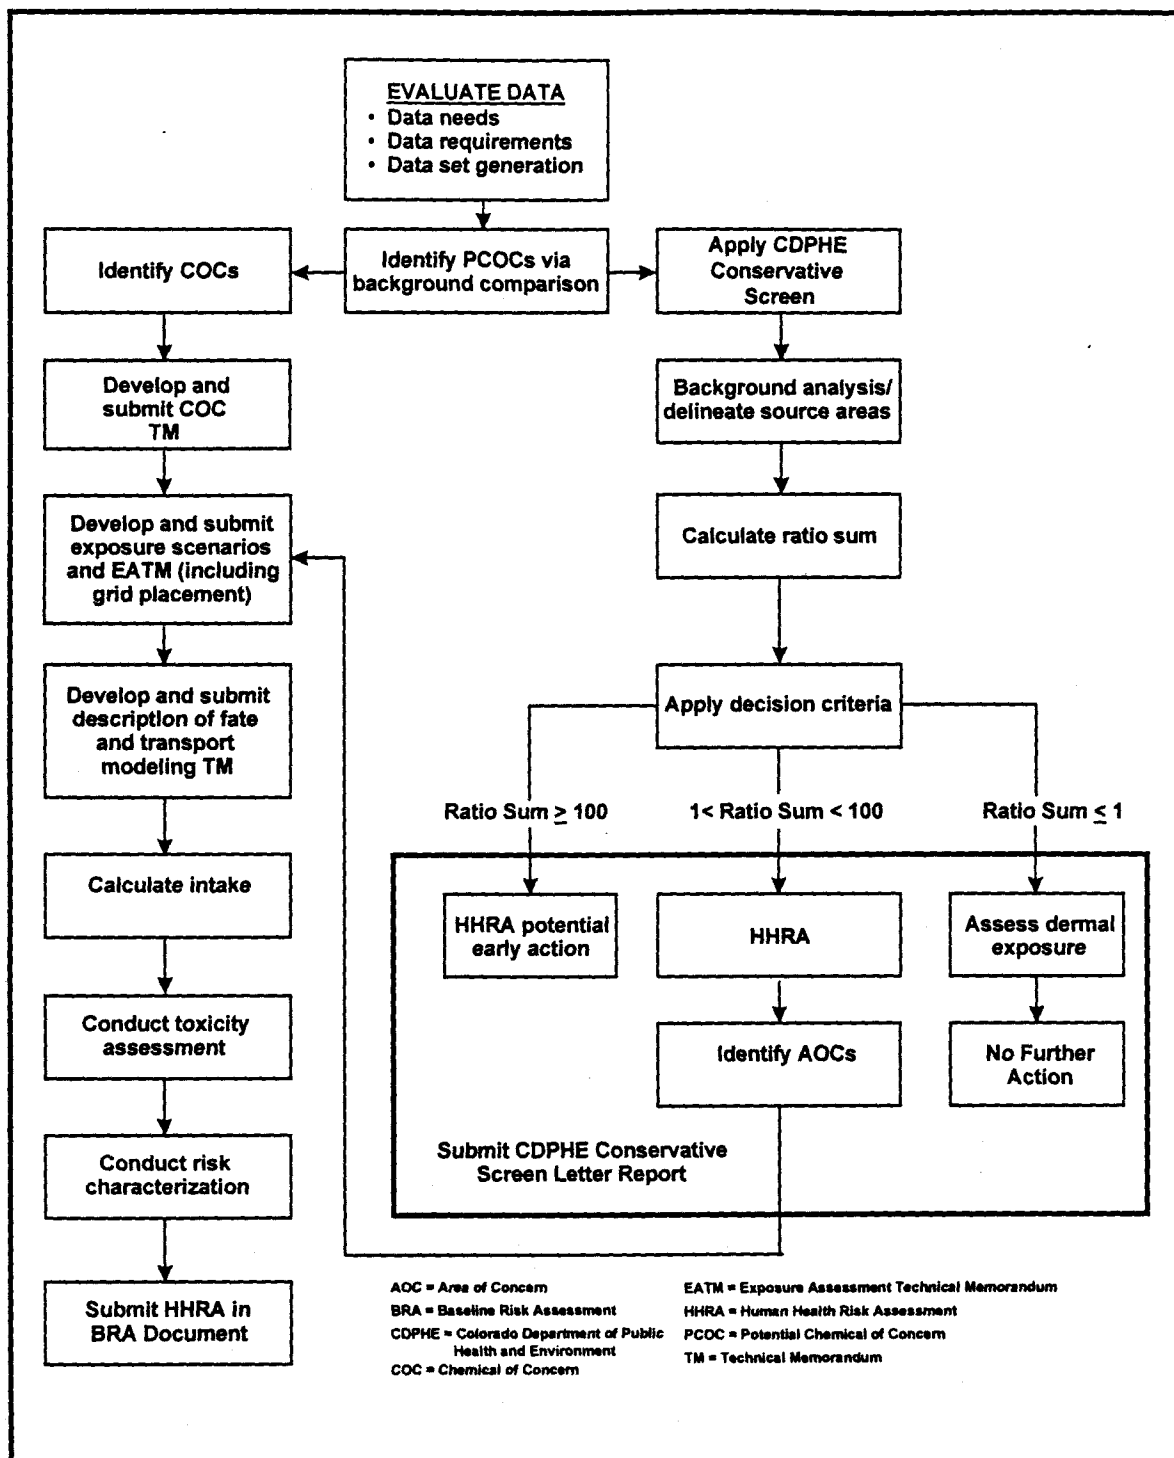 EVALUATE DATA
• Data needs
• Data requirements
• Data set generation
Identify COCs
Identify PCOCs via
background comparison
Apply CDPHE
Conservative
Screen
Develop and
submit COC
TM
Background analysis/
delineate source areas
Develop and submit
exposure scenarios
and EATM (including
grid placement)
Calculate ratio sum
Develop and submit
description of fate
and transport
modeling TM
Apply decision criteria
Ratio Sum ≥ 100
1< Ratio Sum < 100
Ratio Sum ≤ 1
Calculate intake
HHRA potential
early action
HHRA
Assess dermal
exposure
Conduct toxicity
assessment
Identify AOCs
No Further
Action
Submit CDPHE Conservative
Screen Letter Report
Conduct risk
characterization
Submit HHRA in
BRA Document
AOC = Area of Concern
BRA = Baseline Risk Assessment
CDPHE = Colorado Department of Public
Health and Environment
COC = Chemical of Concern
EATM = Exposure Assessment Technical Memorandum
HHRA = Human Health Risk Assessment
PCOC = Potential Chemical of Concern
TM = Technical Memorandum